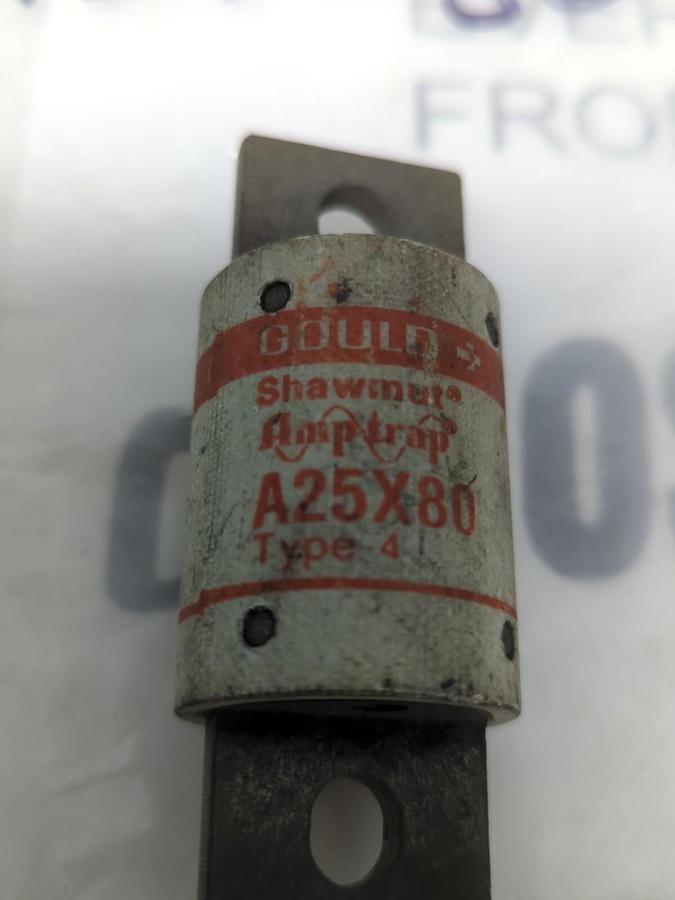 FRO
GOULD
Shawmut®
Amp-trap®
A25X80
Type 4